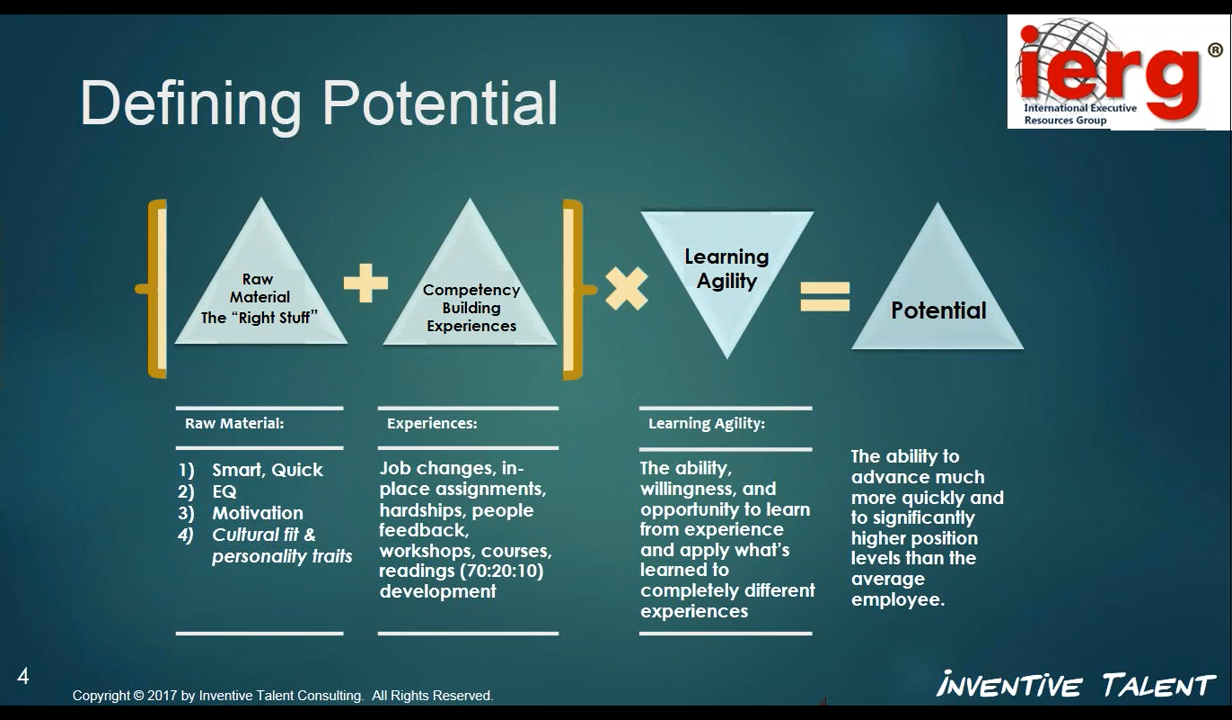 ierg®
International Executive
Resources Group
Defining Potential
Raw
Material
The “Right Stuff”
Competency
Building
Experiences
Learning
Agility
Potential
Raw Material:
1) Smart, Quick
2) EQ
3) Motivation
4) Cultural fit &
personality traits
Experiences:
Job changes, in-
place assignments,
hardships, people
feedback,
workshops, courses,
readings (70:20:10)
development
Learning Agility:
The ability,
willingness, and
opportunity to learn
from experience
and apply what’s
learned to
completely different
experiences
The ability to
advance much
more quickly and
to significantly
higher position
levels than the
average
employee.
4
Copyright © 2017 by Inventive Talent Consulting. All Rights Reserved.
4
INVENTIVE TALENT